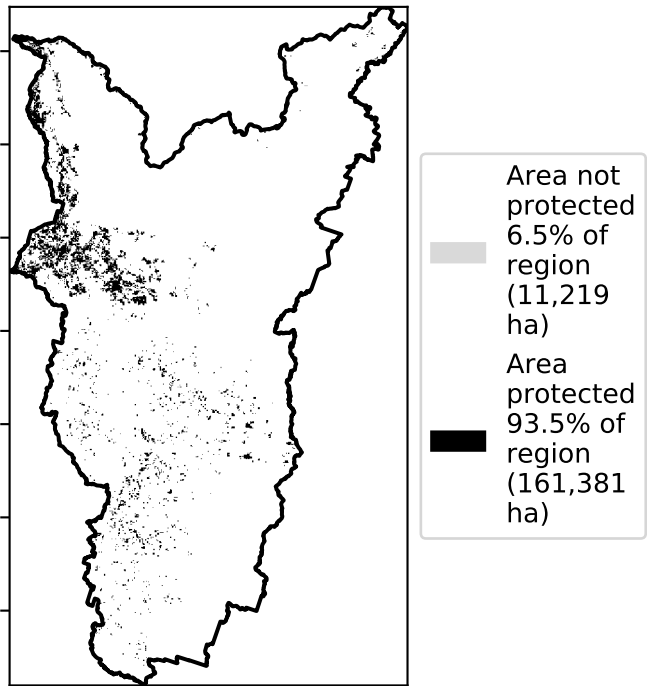 Area not
protected
6.5% of
region
(11,219
ha)
Area
protected
93.5% of
region
(161,381
ha)